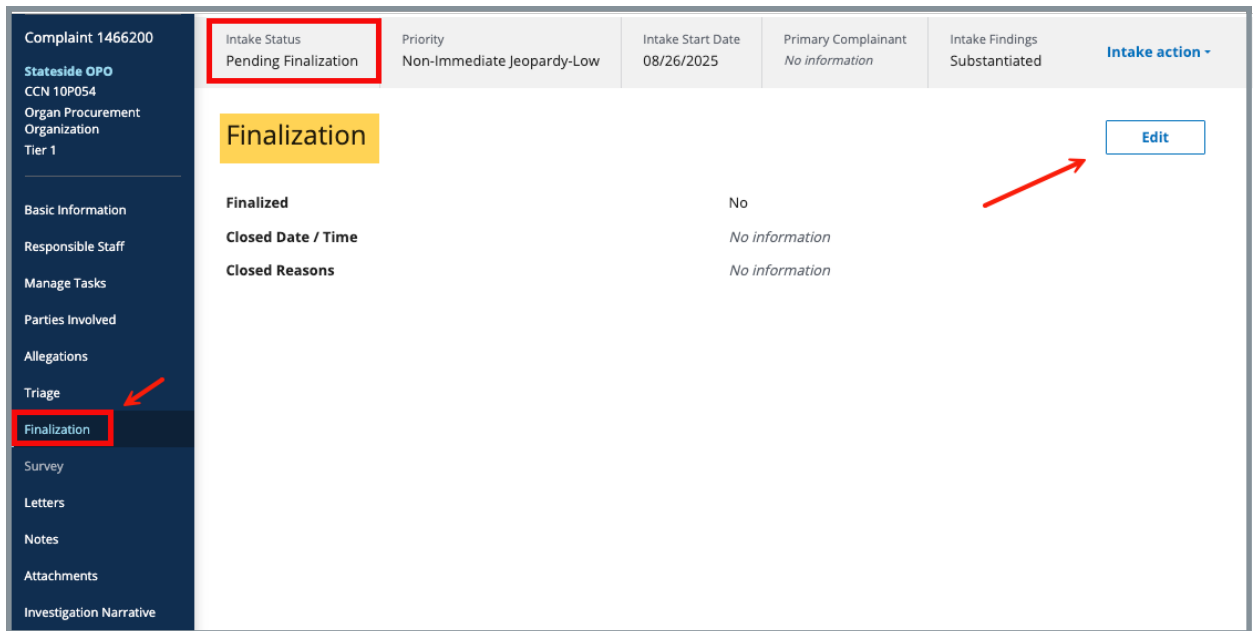 Complaint 1466200
Stateside OPO
CCN 10P054
Organ Procurement
Organization
Tier 1
Basic Information
Responsible Staff
Manage Tasks
Parties Involved
Allegations
Triage
Finalization
Survey
Letters
Notes
Attachments
Investigation Narrative
Intake Status
Pending Finalization
Priority
Non-Immediate Jeopardy-Low
Intake Start Date
08/26/2025
Primary Complainant
No information
Intake Findings
Substantiated
Intake action
Finalization
Edit
Finalized No
Closed Date / Time No information
Closed Reasons No information